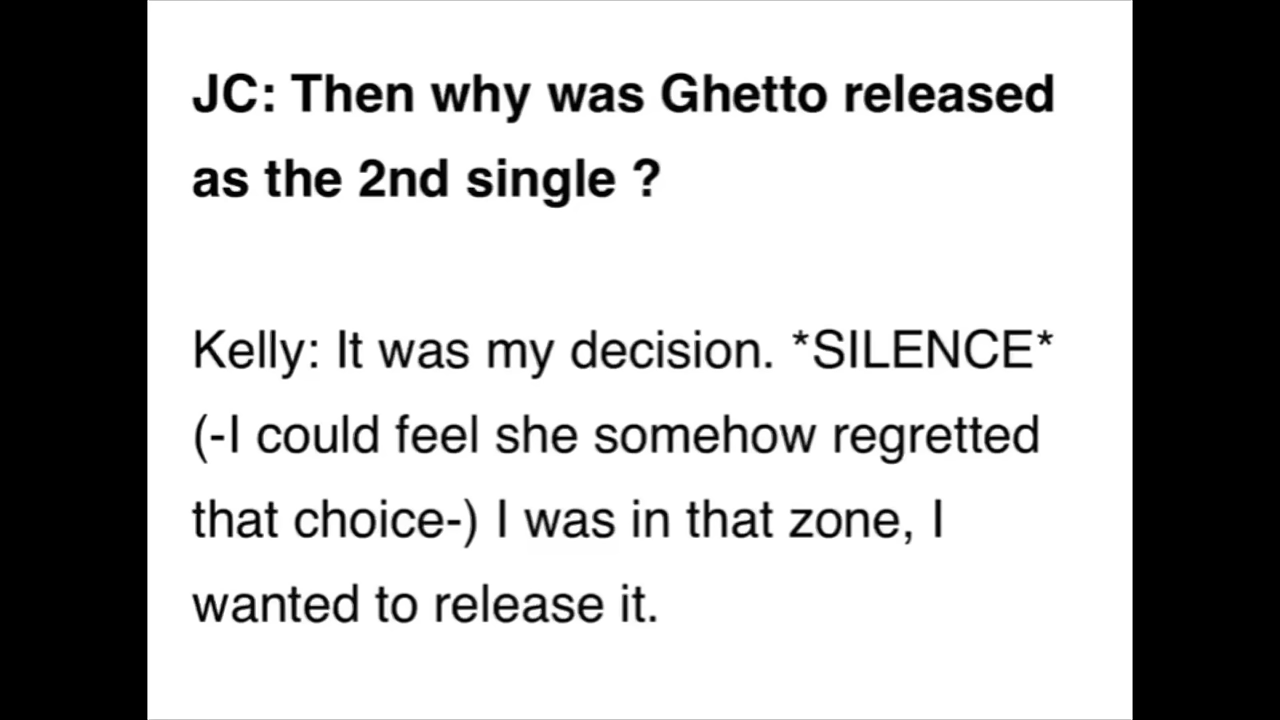 JC: Then why was Ghetto released
as the 2nd single ?
Kelly: It was my decision. *SILENCE*
(-I could feel she somehow regretted
that choice-) I was in that zone, I
wanted to release it.